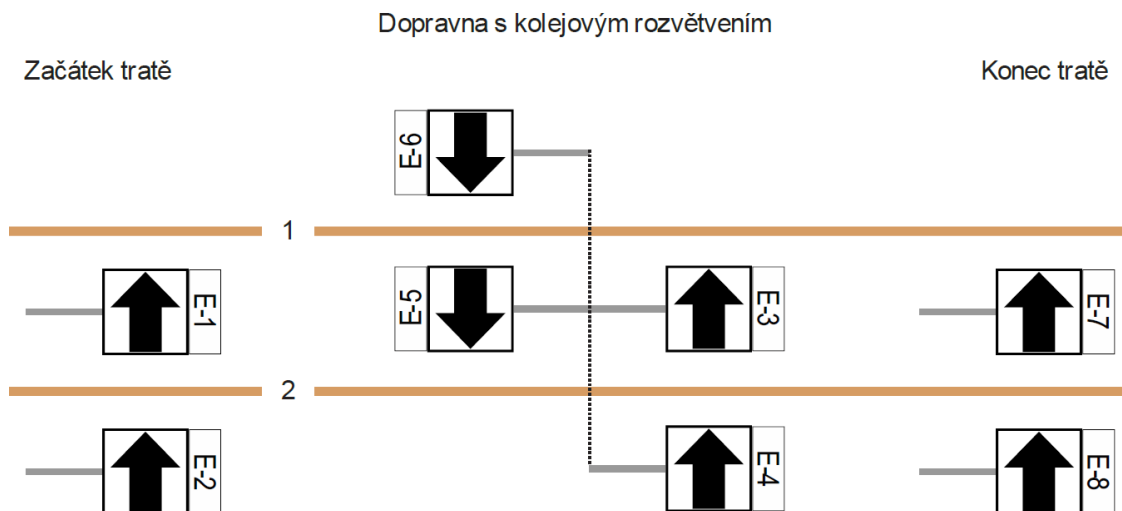 Dopravna s kolejovým rozvětvením
Začátek tratě
Konec tratě
E-6
1
E-1
E-5
E-3
E-7
2
E-2
E-4
E-8